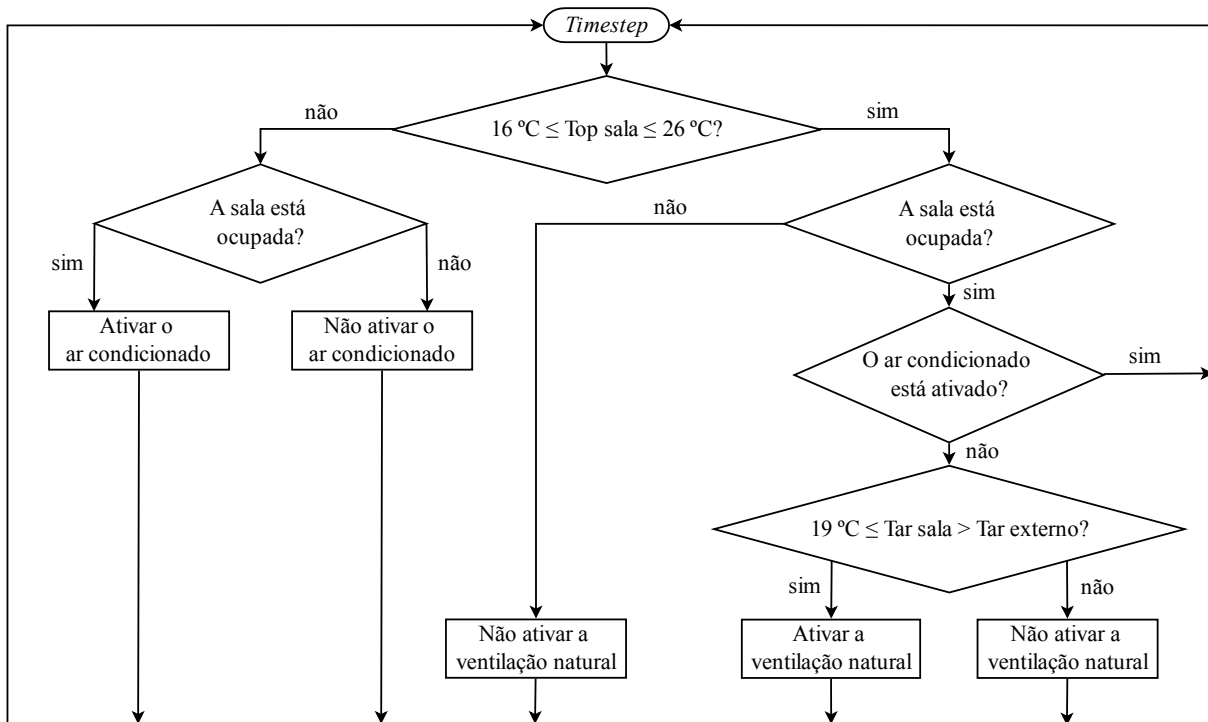 Timestep
16 ºC ≤ Top sala ≤ 26 ºC?
não
sim
A sala está
ocupada?
sim
não
Ativar o
ar condicionado
Não ativar o
ar condicionado
A sala está
ocupada?
não
sim
O ar condicionado
está ativado?
sim
não
19 ºC ≤ Tar sala > Tar externo?
sim
não
Não ativar a
ventilação natural
Ativar a
ventilação natural
Não ativar a
ventilação natural